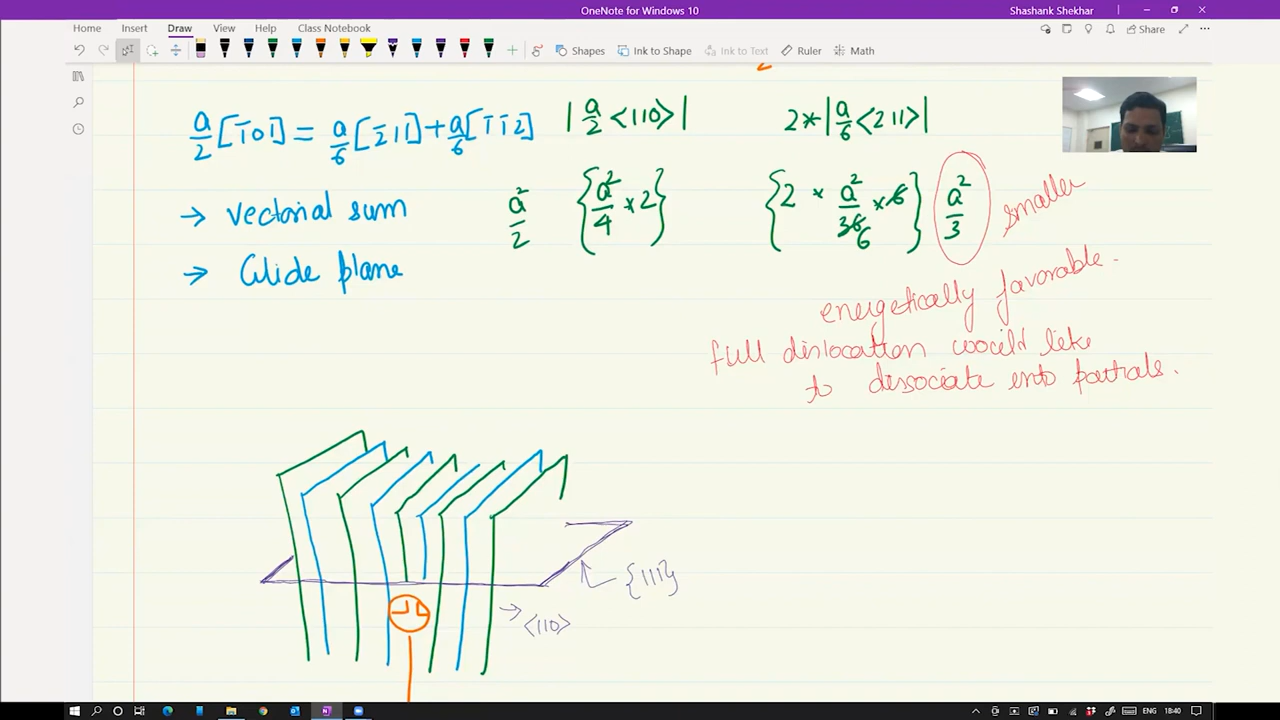 OneNote for Windows 10
Shashank Shekhar
Home Insert Draw View Help Class Notebook
Share
Shapes Ink to Shape Ink to Text Ruler Math
a/2 [1̄01] = a/6 [2̄11] + a/6 [1̄1̄2]
|a/2 <110>|
2*|a/6 <211>|
→ vectorial sum
a²/2 {a²/4 * 2}
{2 * a²/36 * 6} 6
a²/3
smaller
→ Glide plane
energetically favorable.
full dislocation would like
to dissociate into partials.
{111}
→ <110>
ENG 18:40